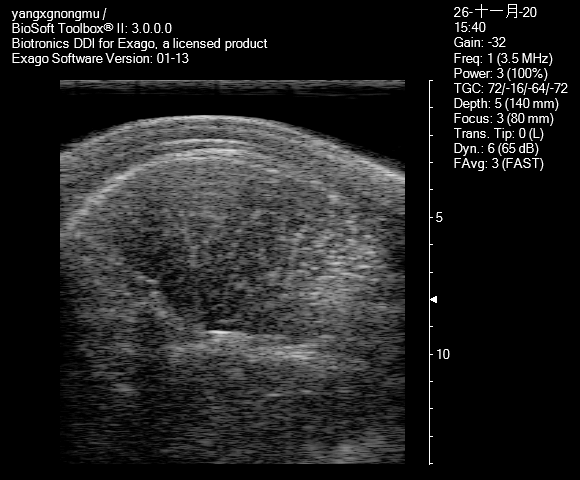 yangxgnongmu /
BioSoft Toolbox® II: 3.0.0.0
Biotronics DDI for Exago, a licensed product
Exago Software Version: 01-13
26-十一月-20
15:40
Gain: -32
Freq: 1 (3.5 MHz)
Power: 3 (100%)
TGC: 72/-16/-64/-72
Depth: 5 (140 mm)
Focus: 3 (80 mm)
Trans. Tip: 0 (L)
Dyn.: 6 (65 dB)
FAvg: 3 (FAST)
5
10